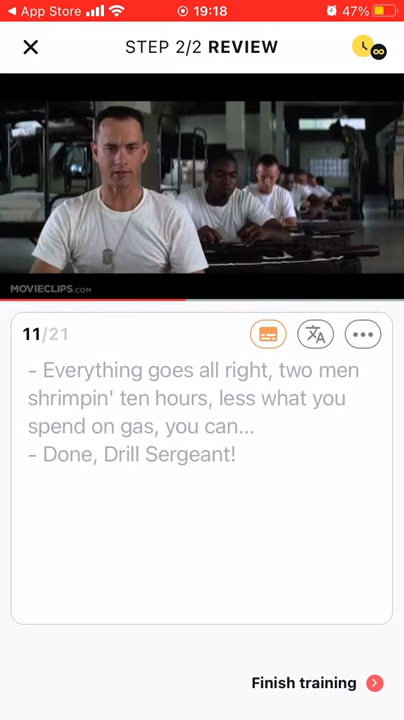 App Store 19:18 47%
STEP 2/2 REVIEW
MOVIECLIPS.COM
11/21
- Everything goes all right, two men
shrimpin' ten hours, less what you
spend on gas, you can...
- Done, Drill Sergeant!
Finish training